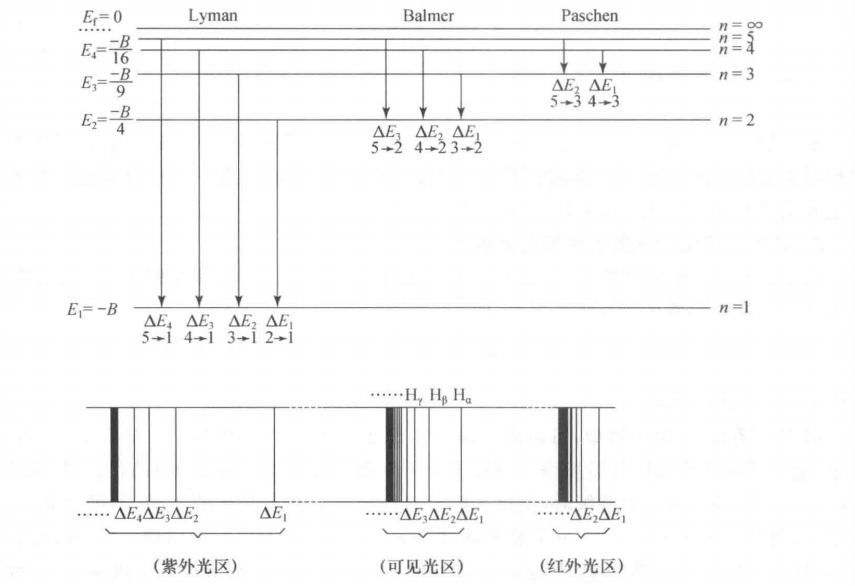 E_f=0 Lyman Balmer Paschen n=∞
…… n=5
E_4=-B/16 n=4
E_3=-B/9 n=3
ΔE_2 ΔE_1
5→3 4→3
E_2=-B/4 n=2
ΔE_3 ΔE_2 ΔE_1
5→2 4→2 3→2
E_1=-B n=1
ΔE_4 ΔE_3 ΔE_2 ΔE_1
5→1 4→1 3→1 2→1
……H_γ H_β H_α
…… ΔE_4 ΔE_3 ΔE_2 ΔE_1 …… ΔE_3 ΔE_2 ΔE_1 …… ΔE_2 ΔE_1
(紫外光区) (可见光区) (红外光区)